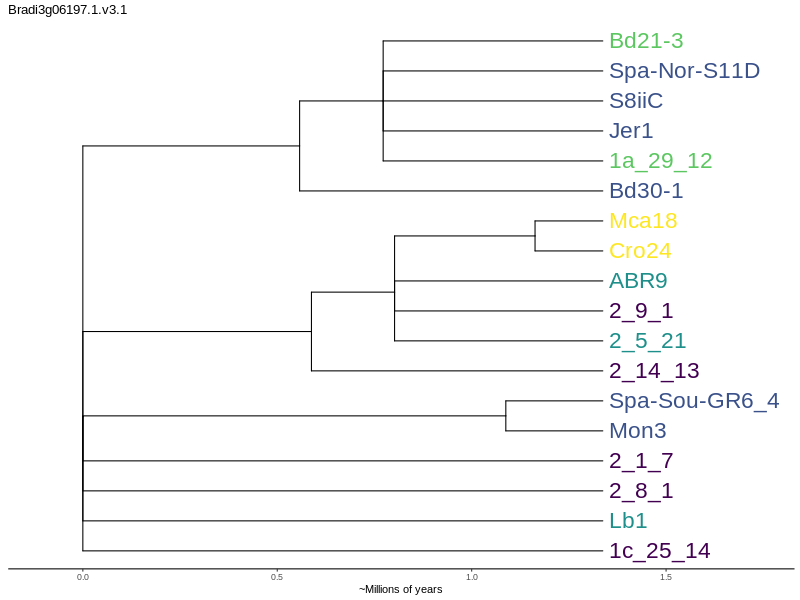 Bradi3g06197.1.v3.1
Bd21-3
Spa-Nor-S11D
S8iiC
Jer1
1a_29_12
Bd30-1
Mca18
Cro24
ABR9
2_9_1
2_5_21
2_14_13
Spa-Sou-GR6_4
Mon3
2_1_7
2_8_1
Lb1
1c_25_14
0.0 0.5 1.0 1.5
~Millions of years